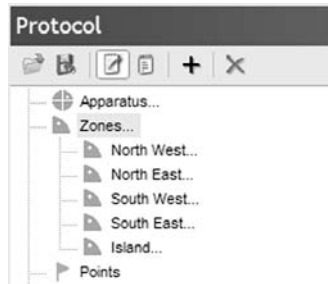 Protocol
Apparatus...
Zones...
North West...
North East...
South West...
South East...
Island...
Points